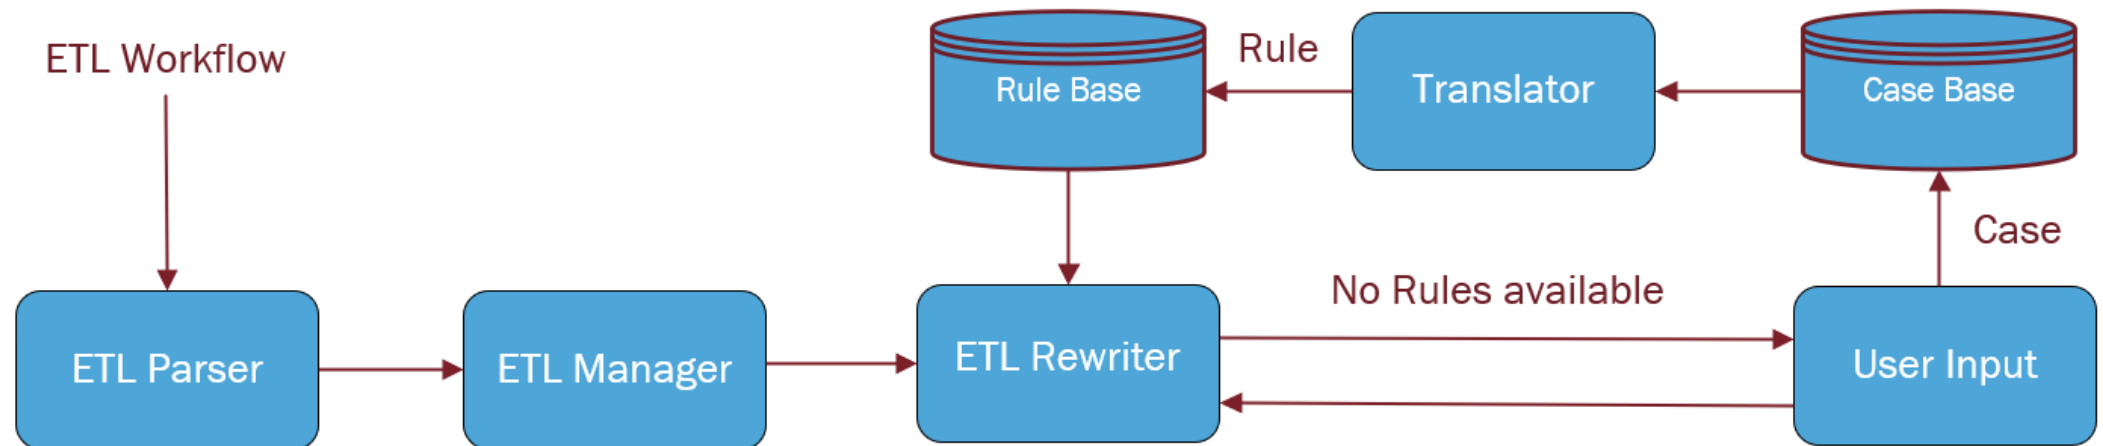 ETL Workflow
Rule Base
Rule
Translator
Case Base
Case
No Rules available
ETL Parser
ETL Manager
ETL Rewriter
User Input